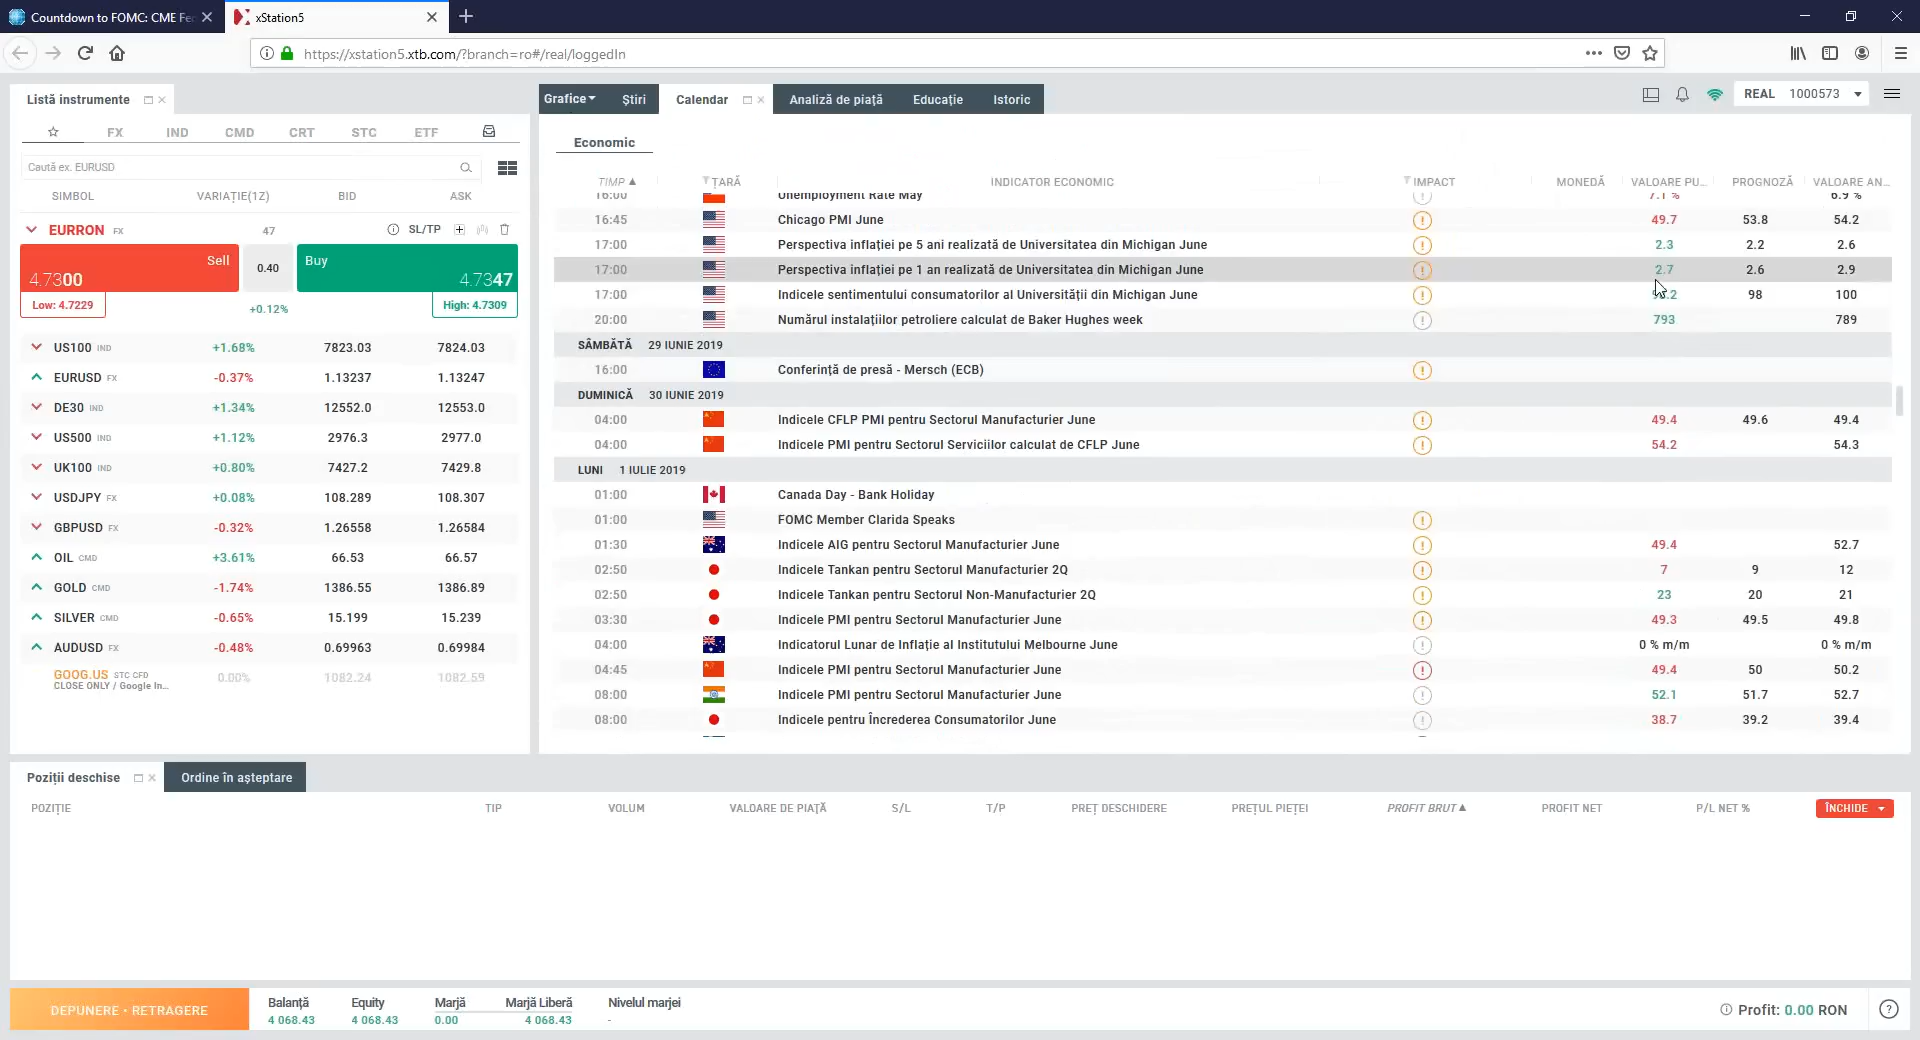 Countdown to FOMC: CME Fe
xStation5
https://xstation5.xtb.com/?branch=ro#/real/loggedIn
Listă instrumente
FX IND CMD CRT STC ETF
Caută ex. EURUSD
SIMBOL VARIAȚIE(1Z) BID ASK
EURRON FX 47 SL/TP
Sell 4.7300
0.40
Buy 4.7347
Low: 4.7229 +0.12% High: 4.7309
US100 IND +1.68% 7823.03 7824.03
EURUSD FX -0.37% 1.13237 1.13247
DE30 IND +1.34% 12552.0 12553.0
US500 IND +1.12% 2976.3 2977.0
UK100 IND +0.80% 7427.2 7429.8
USDJPY FX +0.08% 108.289 108.307
GBPUSD FX -0.32% 1.26558 1.26584
OIL CMD +3.61% 66.53 66.57
GOLD CMD -1.74% 1386.55 1386.89
SILVER CMD -0.65% 15.199 15.239
AUDUSD FX -0.48% 0.69963 0.69984
GOOG.US STC CFD 0.00% 1082.24 1082.59
CLOSE ONLY / Google In...
Grafice Știri Calendar Analiză de piață Educație Istoric
REAL 1000573
Economic
TIMP ȚARĂ INDICATOR ECONOMIC IMPACT MONEDĂ VALOARE PU... PROGNOZĂ VALOARE AN...
16:00 Unemployment Rate May 7.1 % 6.9 %
16:45 Chicago PMI June 49.7 53.8 54.2
17:00 Perspectiva inflației pe 5 ani realizată de Universitatea din Michigan June 2.3 2.2 2.6
17:00 Perspectiva inflației pe 1 an realizată de Universitatea din Michigan June 2.7 2.6 2.9
17:00 Indicele sentimentului consumatorilor al Universității din Michigan June 98 100
20:00 Numărul instalațiilor petroliere calculat de Baker Hughes week 793 789
SÂMBĂTĂ 29 IUNIE 2019
16:00 Conferință de presă - Mersch (ECB)
DUMINICĂ 30 IUNIE 2019
04:00 Indicele CFLP PMI pentru Sectorul Manufacturier June 49.4 49.6 49.4
04:00 Indicele PMI pentru Sectorul Serviciilor calculat de CFLP June 54.2 54.3
LUNI 1 IULIE 2019
01:00 Canada Day - Bank Holiday
01:00 FOMC Member Clarida Speaks
01:30 Indicele AIG pentru Sectorul Manufacturier June 49.4 52.7
02:50 Indicele Tankan pentru Sectorul Manufacturier 2Q 7 9 12
02:50 Indicele Tankan pentru Sectorul Non-Manufacturier 2Q 23 20 21
03:30 Indicele PMI pentru Sectorul Manufacturier June 49.3 49.5 49.8
04:00 Indicatorul Lunar de Inflație al Institutului Melbourne June 0 % m/m 0 % m/m
04:45 Indicele PMI pentru Sectorul Manufacturier June 49.4 50 50.2
08:00 Indicele PMI pentru Sectorul Manufacturier June 52.1 51.7 52.7
08:00 Indicele pentru Încrederea Consumatorilor June 38.7 39.2 39.4
Poziții deschise Ordine în așteptare
POZIȚIE TIP VOLUM VALOARE DE PIAȚĂ S/L T/P PREȚ DESCHIDERE PREȚUL PIEȚEI PROFIT BRUT PROFIT NET P/L NET % ÎNCHIDE
DEPUNERE • RETRAGERE
Balanță Equity Marjă Marjă Liberă Nivelul marjei
4 068.43 4 068.43 0.00 4 068.43 -
Profit: 0.00 RON